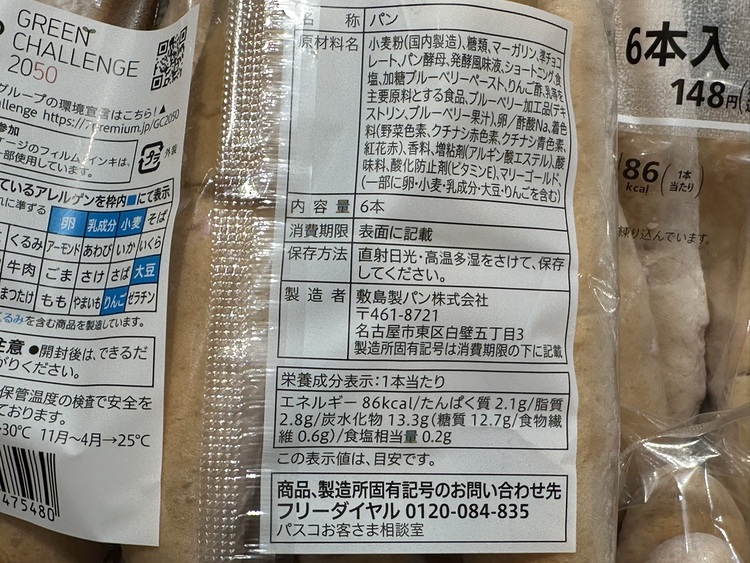 GREEN
CHALLENGE
2050
グループの環境宣言はこちら!▲
https://7premium.jp/GC2050
外装
ているアレルゲンを枠内■にて表示
れに準ずる 卵 乳成分 小麦 そば
くるみ アーモンド あわび いか いくら
牛肉 ごま さけ さば 大豆
まつたけ もも やまいも りんご ゼラチン
くるみを含む商品を製造しています。
●開封後は、できるだ
がりください。
保管温度の検査で安全を
ております。
30℃ 11月〜4月→25℃
475480
名称 パン
原材料名 小麦粉(国内製造)、糖類、マーガリン、準チョコ
レート、パン酵母、発酵風味液、ショートニング、食
塩、加糖ブルーベリーペースト、りんご酢、乳等を
主要原料とする食品、ブルーベリー加工品(デキ
ストリン、ブルーベリー果汁)、卵/酢酸Na、着色
料(野菜色素、クチナシ赤色素、クチナシ青色素、
紅花赤)、香料、増粘剤(アルギン酸エステル)、酸
味料、酸化防止剤(ビタミンE)、マリーゴールド、
(一部に卵・小麦・乳成分・大豆・りんごを含む)
内容量 6本
消費期限 表面に記載
保存方法 直射日光・高温多湿をさけて、保存
してください。
製造者 敷島製パン株式会社
〒461-8721
名古屋市東区白壁五丁目3
製造所固有記号は消費期限の下に記載
栄養成分表示:1本当たり
エネルギー 86kcal/たんぱく質 2.1g/脂質
2.8g/炭水化物 13.3g(糖質 12.7g/食物繊
維 0.6g)/食塩相当量 0.2g
この表示値は、目安です。
商品、製造所固有記号のお問い合わせ先
フリーダイヤル 0120-084-835
パスコお客さま相談室
6本入
148円
86
kcal
(1本
当たり)
練り込んでいます。